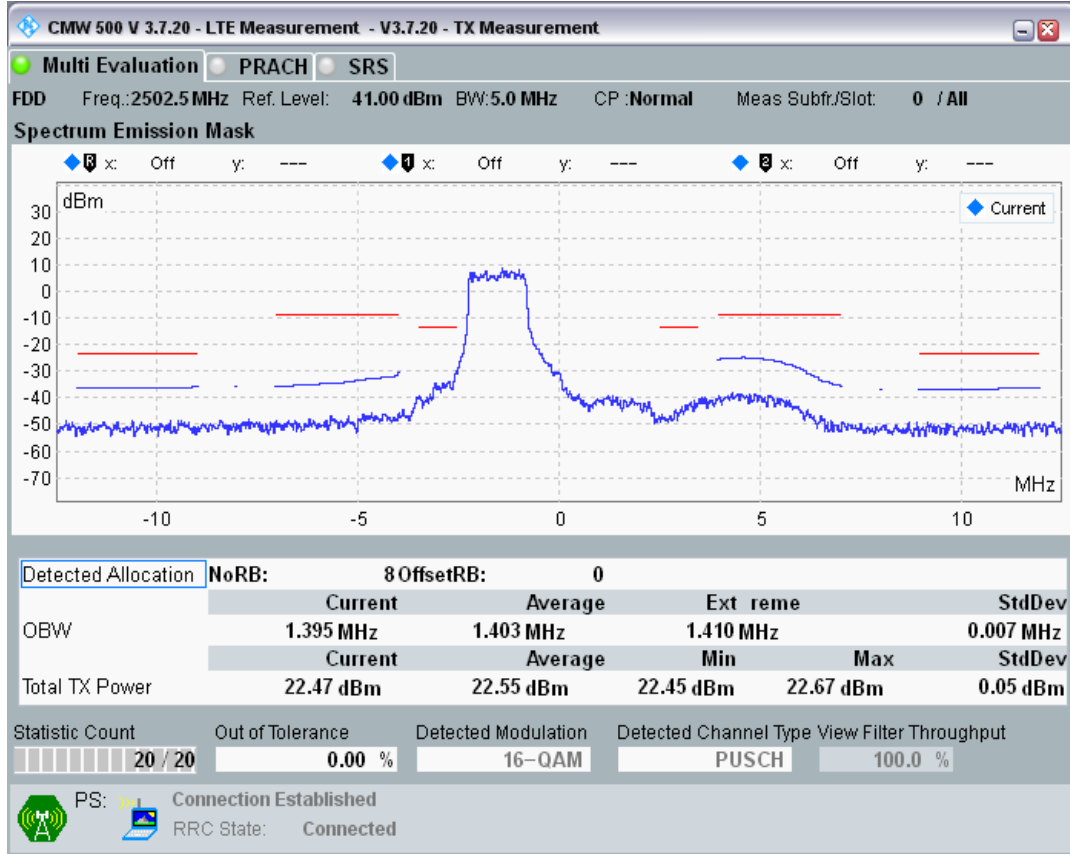 CMW 500 V 3.7.20 - LTE Measurement - V3.7.20 - TX Measurement
Multi Evaluation PRACH SRS
FDD Freq.:2502.5 MHz Ref. Level: 41.00 dBm BW:5.0 MHz CP :Normal Meas Subfr./Slot: 0 / All
Spectrum Emission Mask
R x: Off y: --- 1 x: Off y: --- 2 x: Off y: ---
dBm
Current
30
20
10
0
-10
-20
-30
-40
-50
-60
-70
MHz
-10 -5 0 5 10
Detected Allocation NoRB: 8 OffsetRB: 0
Current Average Ext reme StdDev
OBW 1.395 MHz 1.403 MHz 1.410 MHz 0.007 MHz
Current Average Min Max StdDev
Total TX Power 22.47 dBm 22.55 dBm 22.45 dBm 22.67 dBm 0.05 dBm
Statistic Count Out of Tolerance Detected Modulation Detected Channel Type View Filter Throughput
20 / 20 0.00 % 16-QAM PUSCH 100.0 %
PS: Connection Established
RRC State: Connected